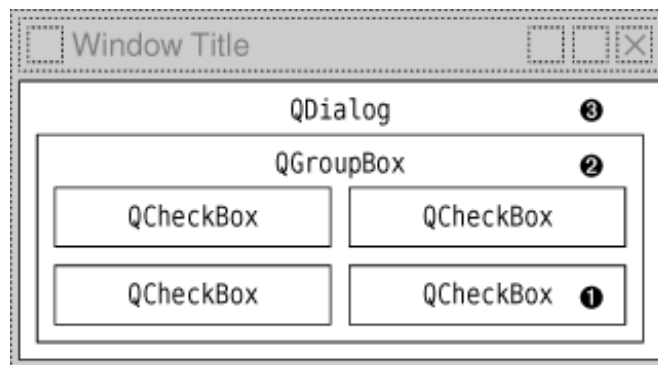 Window Title
QDialog ❸
QGroupBox ❷
QCheckBox QCheckBox
QCheckBox QCheckBox ❶